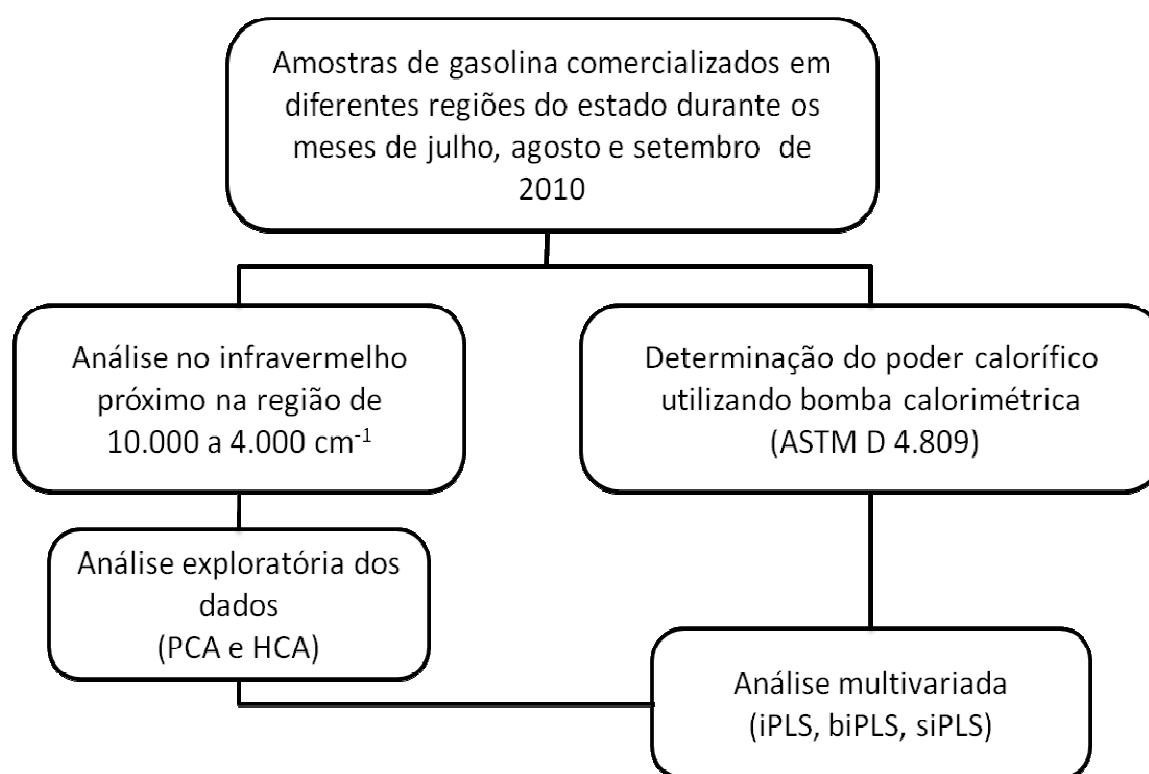 Amostras de gasolina comercializados em
diferentes regiões do estado durante os
meses de julho, agosto e setembro de
2010
Análise no infravermelho
próximo na região de
10.000 a 4.000 cm⁻¹
Determinação do poder calorífico
utilizando bomba calorimétrica
(ASTM D 4.809)
Análise exploratória dos
dados
(PCA e HCA)
Análise multivariada
(iPLS, biPLS, siPLS)